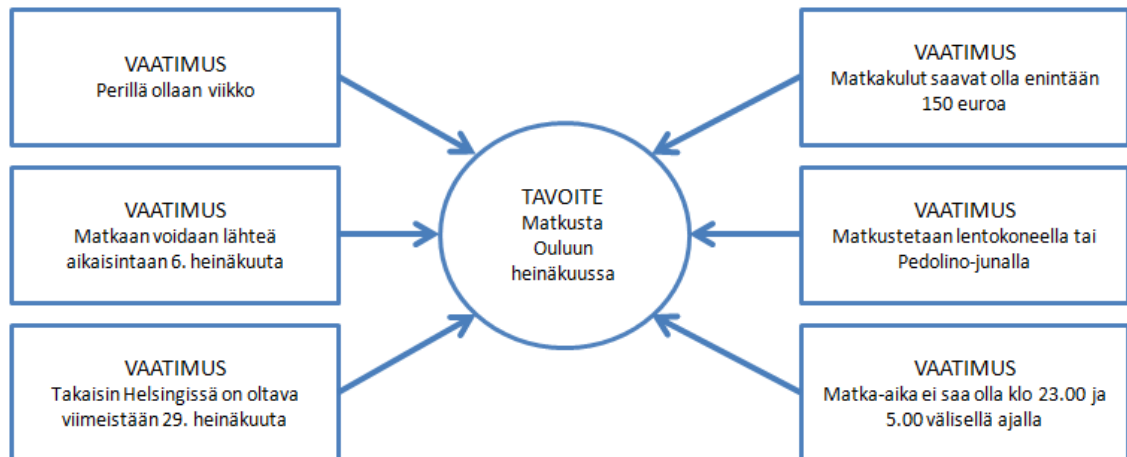 VAATIMUS
Perillä ollaan viikko
VAATIMUS
Matkaan voidaan lähteä
aikaisintaan 6. heinäkuuta
VAATIMUS
Takaisin Helsingissä on oltava
viimeistään 29. heinäkuuta
TAVOITE
Matkusta
Ouluun
heinäkuussa
VAATIMUS
Matkakulut saavat olla enintään
150 euroa
VAATIMUS
Matkustetaan lentokoneella tai
Pedolino-junalla
VAATIMUS
Matka-aika ei saa olla klo 23.00 ja
5.00 välisellä ajalla